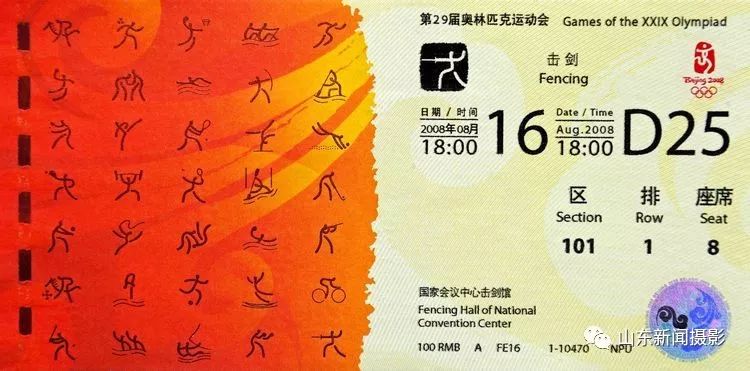 第29届奥林匹克运动会 Games of the XXIX Olympiad
击剑
Fencing
Beijing 2008
日期 / 时间
2008年08月
18:00
16
Date / Time
Aug.2008
18:00
D25
区 排 座席
Section Row Seat
101 1 8
国家会议中心击剑馆
Fencing Hall of National
Convention Center
100 RMB A FE16 1-10470 NPU
山东新闻摄影